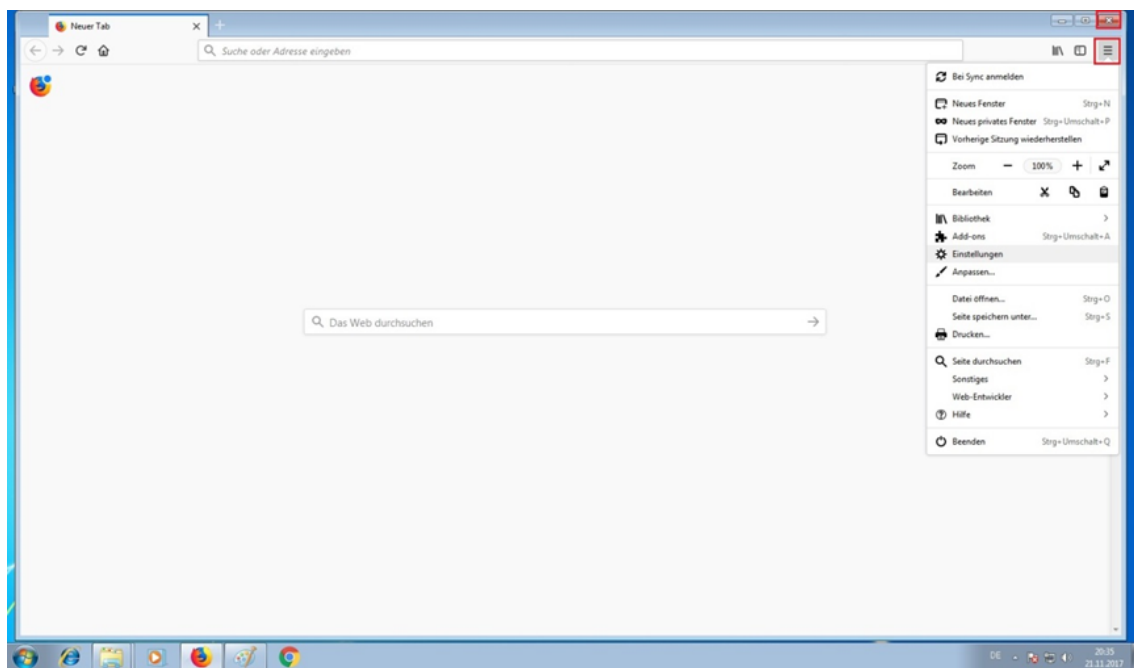 Neuer Tab
Suche oder Adresse eingeben
Bei Sync anmelden
Neues Fenster Strg+N
Neues privates Fenster Strg+Umschalt+P
Vorherige Sitzung wiederherstellen
Zoom 100%
Bearbeiten
Bibliothek
Add-ons Strg+Umschalt+A
Einstellungen
Anpassen...
Das Web durchsuchen
Datei öffnen... Strg+O
Seite speichern unter... Strg+S
Drucken...
Seite durchsuchen Strg+F
Sonstiges
Web-Entwickler
Hilfe
Beenden Strg+Umschalt+Q
DE 20:35
21.11.2017